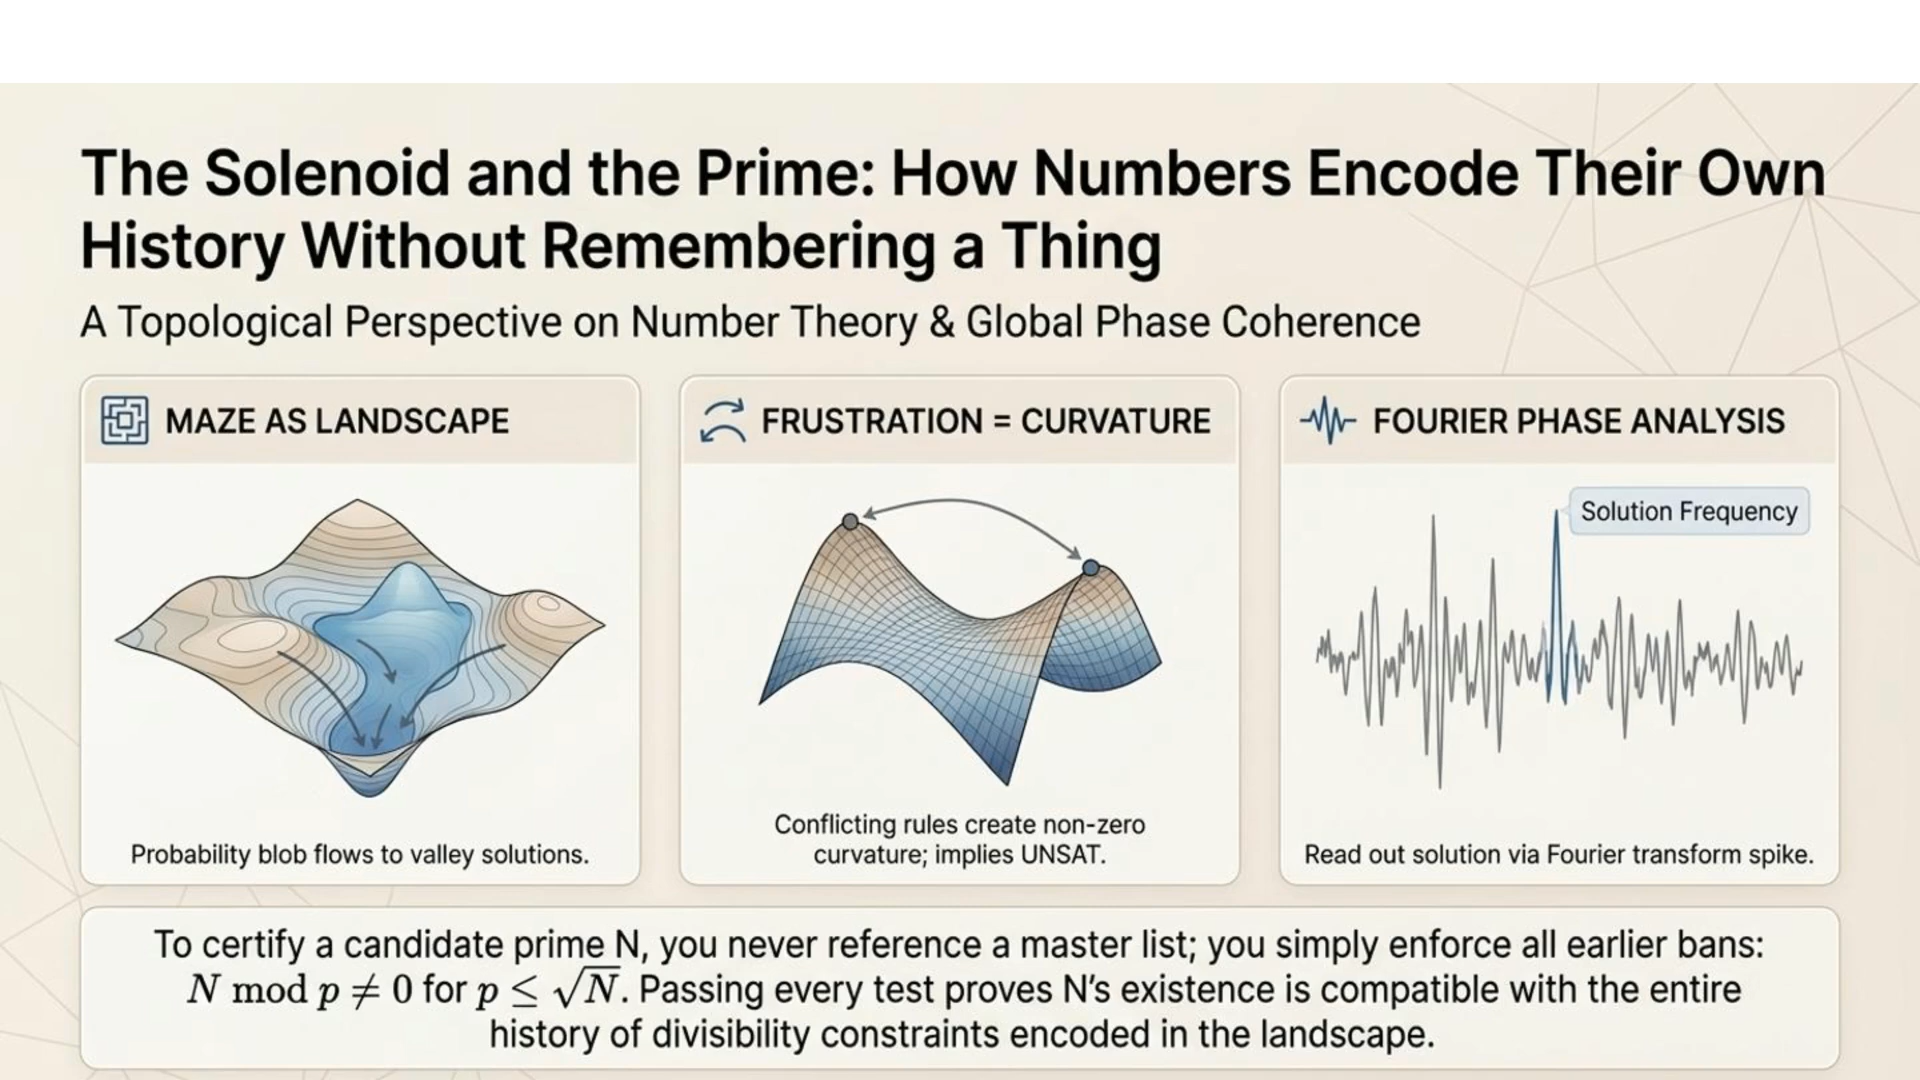 The Solenoid and the Prime: How Numbers Encode Their Own
History Without Remembering a Thing
A Topological Perspective on Number Theory & Global Phase Coherence
MAZE AS LANDSCAPE
Probability blob flows to valley solutions.
FRUSTRATION = CURVATURE
Conflicting rules create non-zero
curvature; implies UNSAT.
FOURIER PHASE ANALYSIS
Solution Frequency
Read out solution via Fourier transform spike.
To certify a candidate prime N, you never reference a master list; you simply enforce all earlier bans:
N mod p ≠ 0 for p ≤ √N. Passing every test proves N's existence is compatible with the entire
history of divisibility constraints encoded in the landscape.